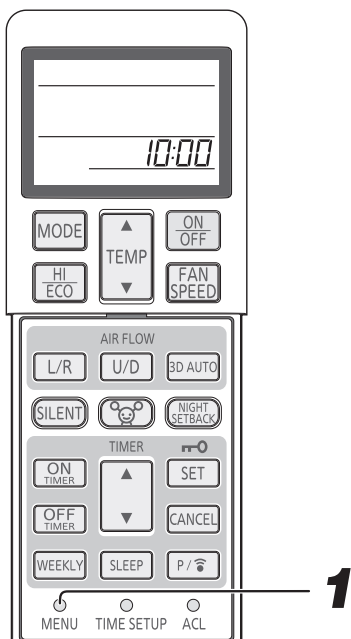 10:00
MODE
TEMP
ON
OFF
HI
ECO
FAN
SPEED
AIR FLOW
L/R
U/D
3D AUTO
SILENT
NIGHT
SETBACK
TIMER
ON
TIMER
SET
OFF
TIMER
CANCEL
WEEKLY
SLEEP
P/
MENU
TIME SETUP
ACL
1